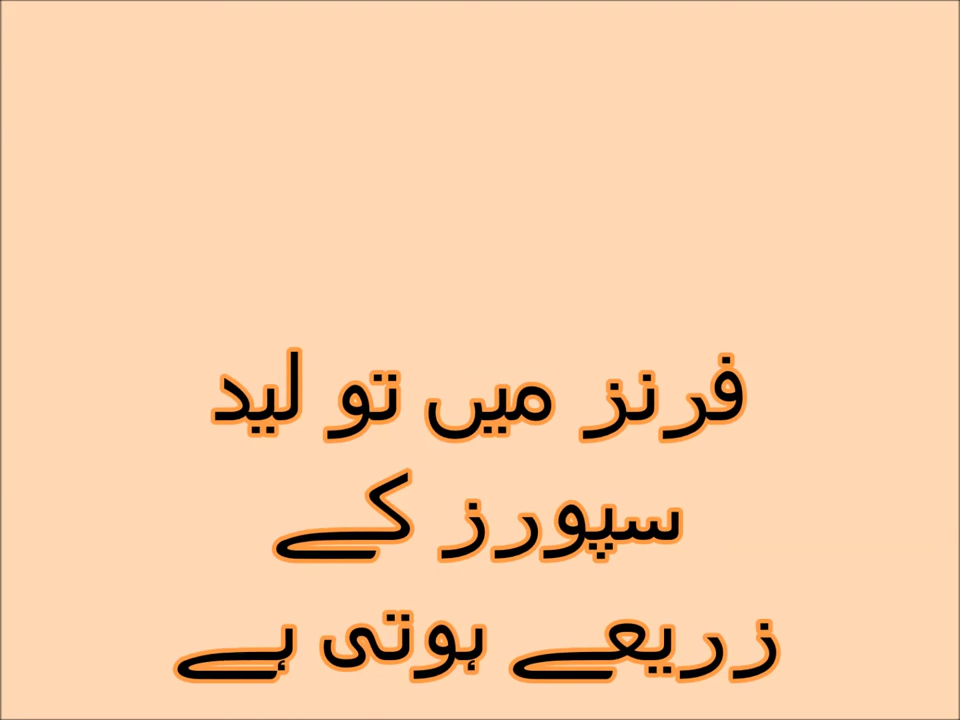 فرنز میں تو لید
سپورز کے
زریعے ہوتی ہے